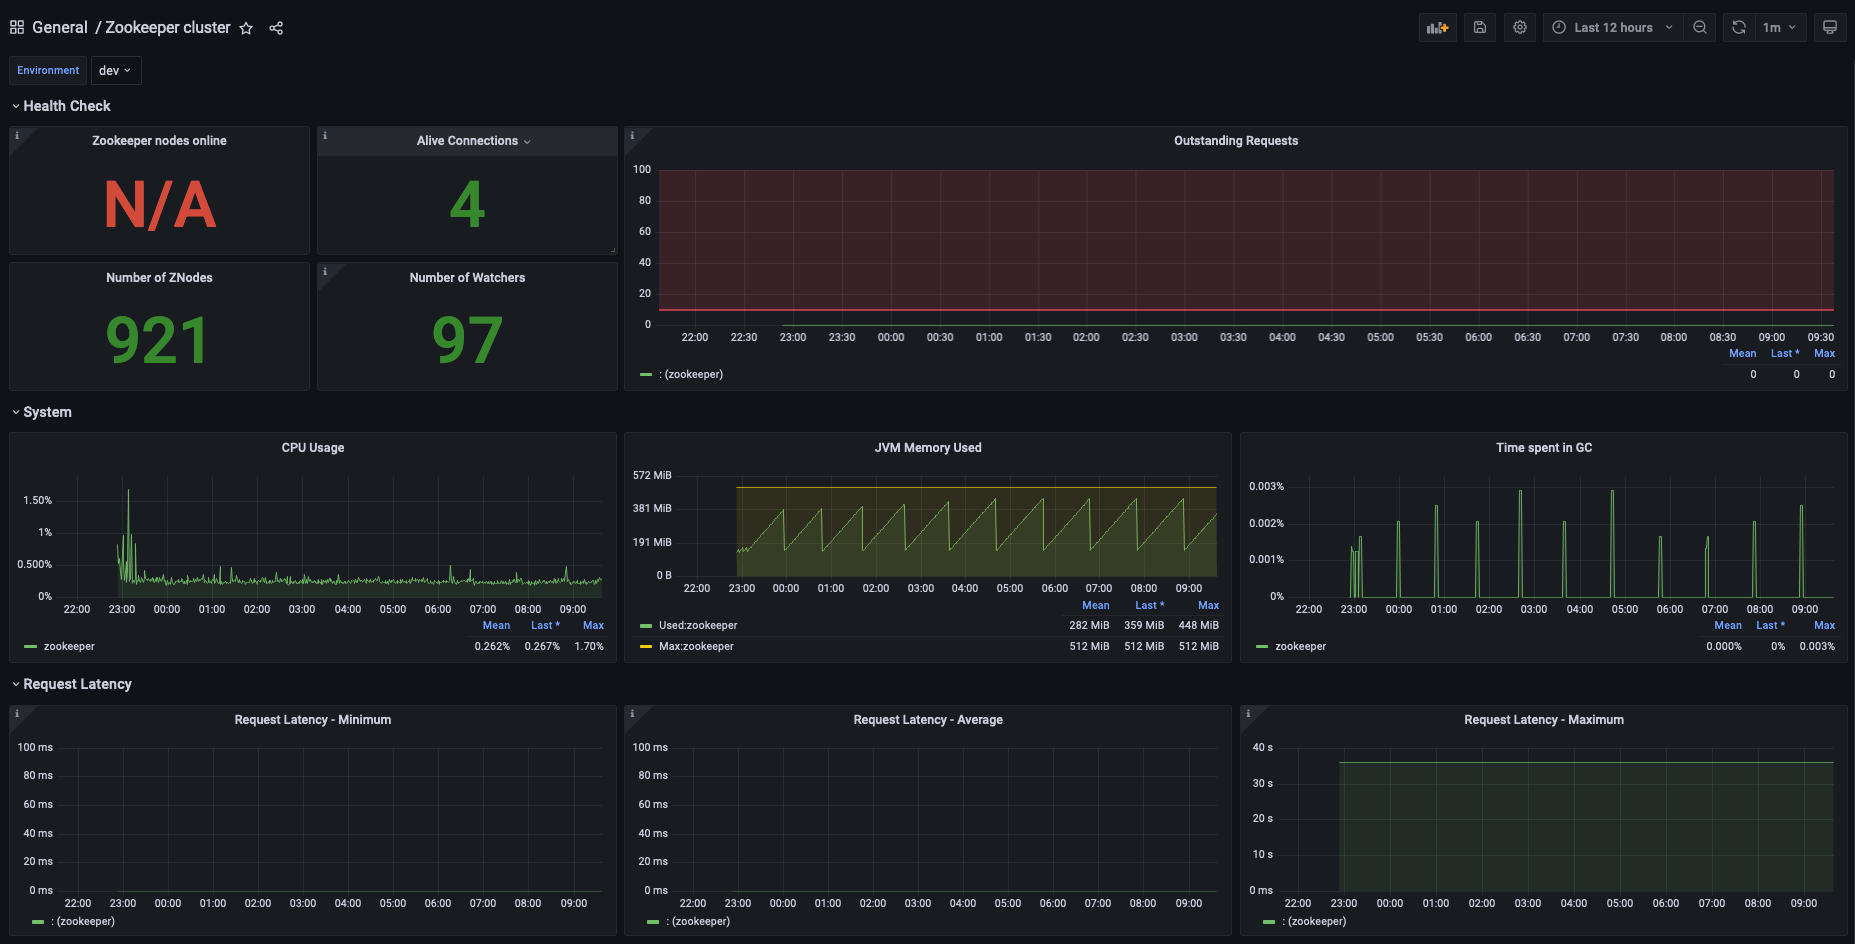 General / Zookeeper cluster
Last 12 hours
1m
Environment dev
Health Check
Zookeeper nodes online
N/A
Alive Connections
4
Number of ZNodes
921
Number of Watchers
97
Outstanding Requests
100
80
60
40
20
0
22:00 22:30 23:00 23:30 00:00 00:30 01:00 01:30 02:00 02:30 03:00 03:30 04:00 04:30 05:00 05:30 06:00 06:30 07:00 07:30 08:00 08:30 09:00 09:30
Mean Last * Max
: (zookeeper) 0 0 0
System
CPU Usage
1.50%
1%
0.500%
0%
22:00 23:00 00:00 01:00 02:00 03:00 04:00 05:00 06:00 07:00 08:00 09:00
Mean Last * Max
zookeeper 0.262% 0.267% 1.70%
JVM Memory Used
572 MiB
381 MiB
191 MiB
0 B
22:00 23:00 00:00 01:00 02:00 03:00 04:00 05:00 06:00 07:00 08:00 09:00
Mean Last * Max
Used:zookeeper 282 MiB 359 MiB 448 MiB
Max:zookeeper 512 MiB 512 MiB 512 MiB
Time spent in GC
0.003%
0.002%
0.001%
0%
22:00 23:00 00:00 01:00 02:00 03:00 04:00 05:00 06:00 07:00 08:00 09:00
Mean Last * Max
zookeeper 0.000% 0% 0.003%
Request Latency
Request Latency - Minimum
100 ms
80 ms
60 ms
40 ms
20 ms
0 ms
22:00 23:00 00:00 01:00 02:00 03:00 04:00 05:00 06:00 07:00 08:00 09:00
: (zookeeper)
Request Latency - Average
100 ms
80 ms
60 ms
40 ms
20 ms
0 ms
22:00 23:00 00:00 01:00 02:00 03:00 04:00 05:00 06:00 07:00 08:00 09:00
: (zookeeper)
Request Latency - Maximum
40 s
30 s
20 s
10 s
0 ms
22:00 23:00 00:00 01:00 02:00 03:00 04:00 05:00 06:00 07:00 08:00 09:00
: (zookeeper)